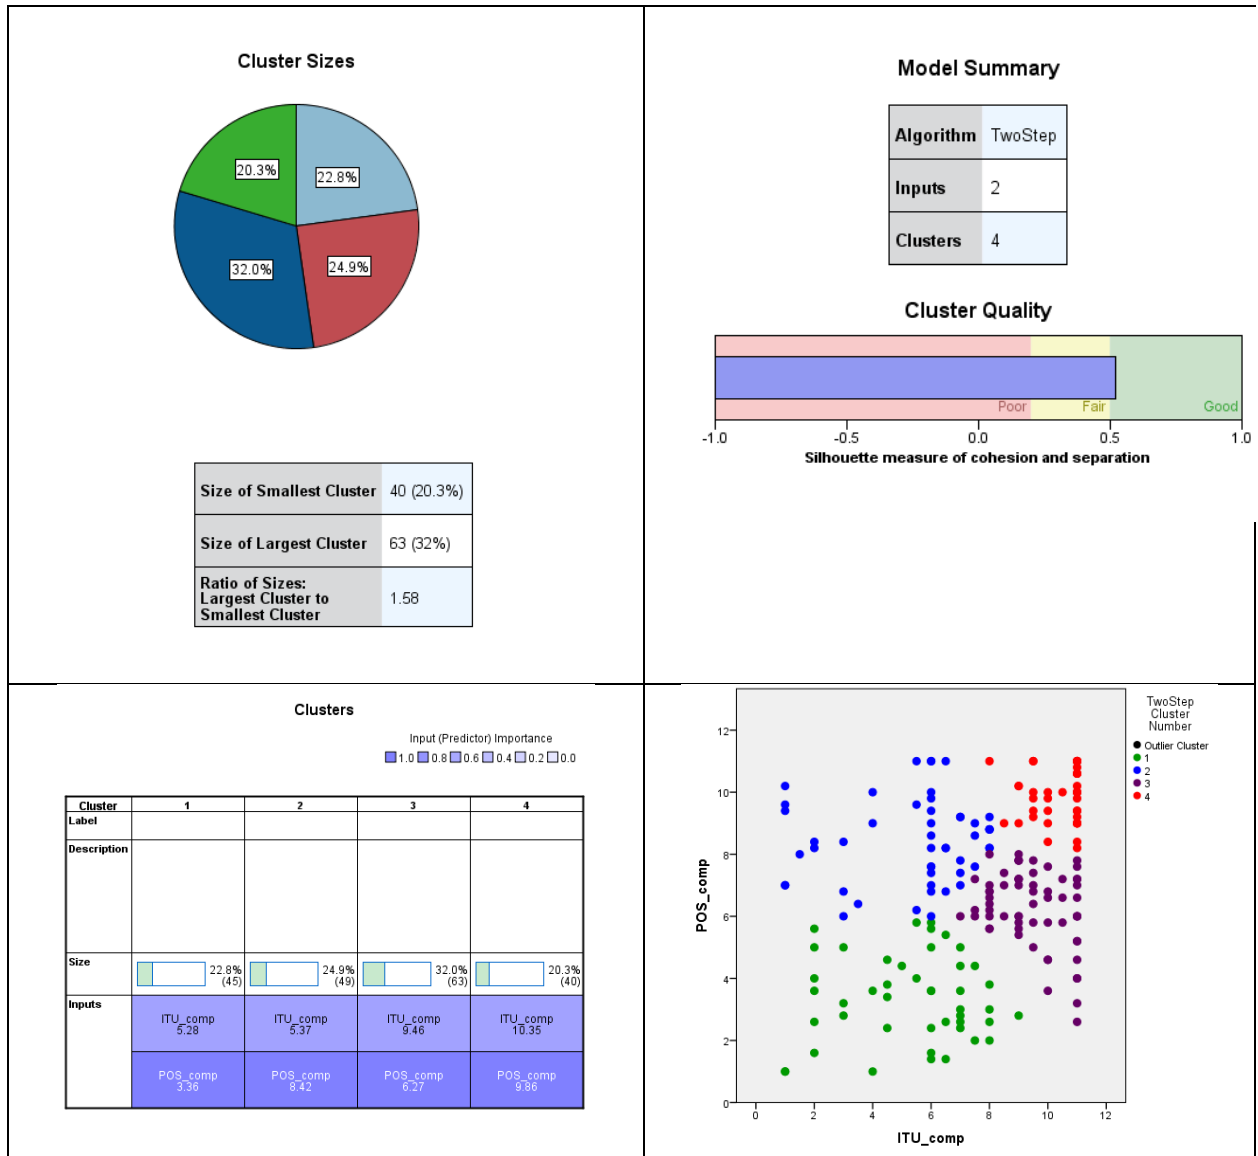 Cluster Sizes
20.3%
22.8%
32.0%
24.9%
Size of Smallest Cluster 40 (20.3%)
Size of Largest Cluster 63 (32%)
Ratio of Sizes:
Largest Cluster to
Smallest Cluster
1.58
Model Summary
Algorithm TwoStep
Inputs 2
Clusters 4
Cluster Quality
Poor Fair Good
-1.0 -0.5 0.0 0.5 1.0
Silhouette measure of cohesion and separation
Clusters
Input (Predictor) Importance
1.0 0.8 0.6 0.4 0.2 0.0
Cluster 1 2 3 4
Label
Description
Size
22.8%
(45)
24.9%
(49)
32.0%
(63)
20.3%
(40)
Inputs
ITU_comp
5.28
ITU_comp
5.37
ITU_comp
9.46
ITU_comp
10.35
POS_comp
3.36
POS_comp
8.42
POS_comp
6.27
POS_comp
9.86
TwoStep
Cluster
Number
Outlier Cluster
1
2
3
4
12
10
8
6
4
2
0
POS_comp
0 2 4 6 8 10 12
ITU_comp